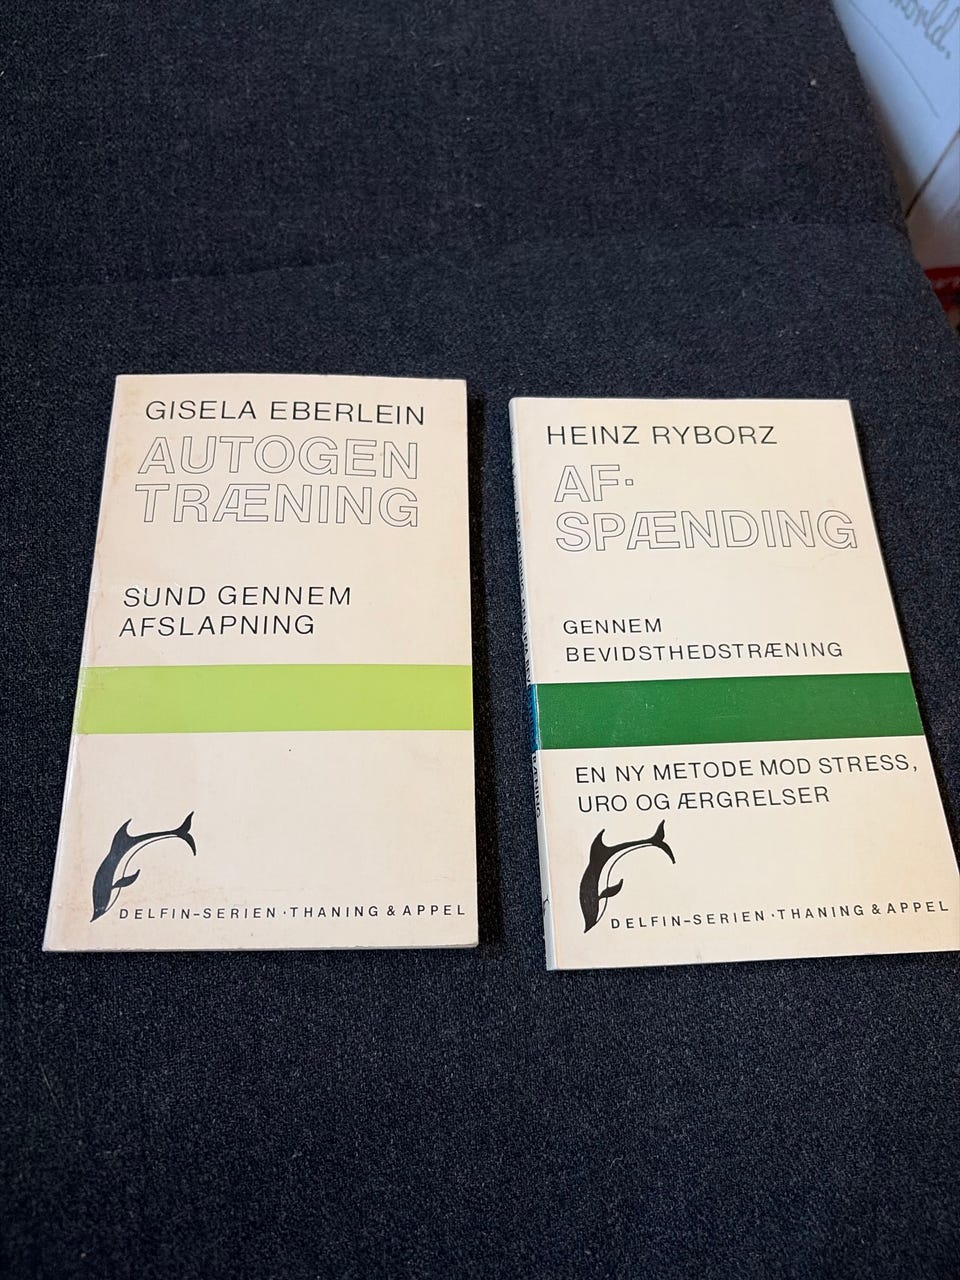 GISELA EBERLEIN
AUTOGEN
TRÆNING
SUND GENNEM
AFSLAPNING
DELFIN-SERIEN·THANING & APPEL
HEINZ RYBORZ
AF-
SPÆNDING
GENNEM
BEVIDSTHEDSTRÆNING
EN NY METODE MOD STRESS,
URO OG ÆRGRELSER
DELFIN-SERIEN·THANING & APPEL
world.